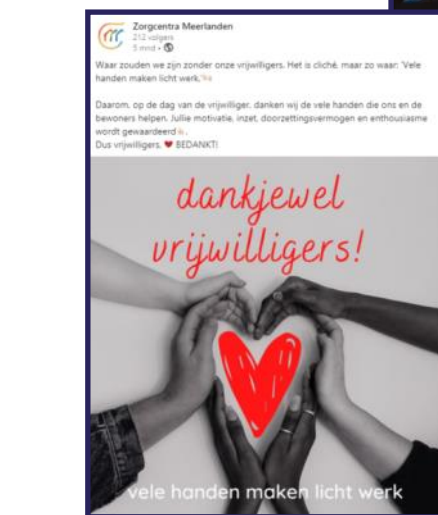 Zorgcentra Meerlanden
212 volgers
5 mnd •
Waar zouden we zijn zonder onze vrijwilligers. Het is cliché, maar zo waar: 'Vele
handen maken licht werk.'
Daarom, op de dag van de vrijwilliger, danken wij de vele handen die ons en de
bewoners helpen. Jullie motivatie, inzet, doorzettingsvermogen en enthousiasme
wordt gewaardeerd.
Dus vrijwilligers, ❤ BEDANKT!
dankjewel
vrijwilligers!
vele handen maken licht werk